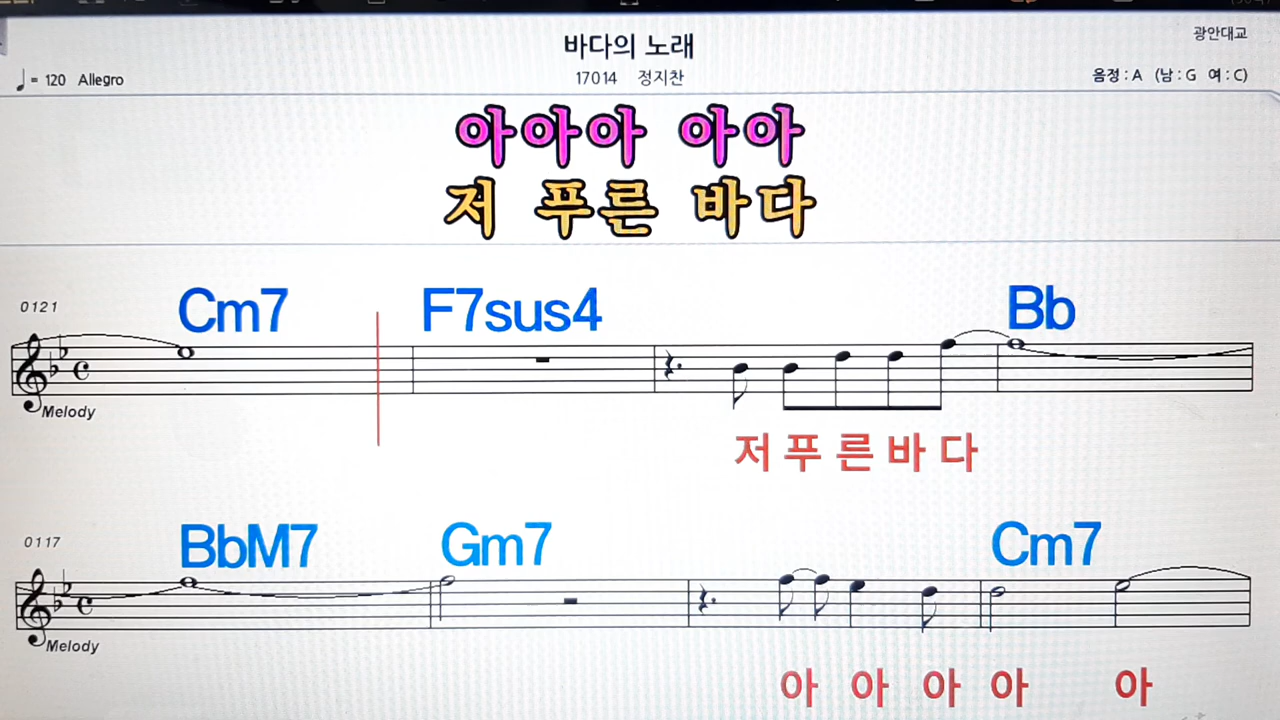 바다의 노래
광안대교
♩= 120 Allegro
17014 정지찬
음정 : A (남 : G 여 : C)
아아아 아아
저 푸른 바다
0121
Cm7 F7sus4 Bb
Melody
저 푸 른 바 다
0117
BbM7 Gm7 Cm7
Melody
아 아 아 아 아